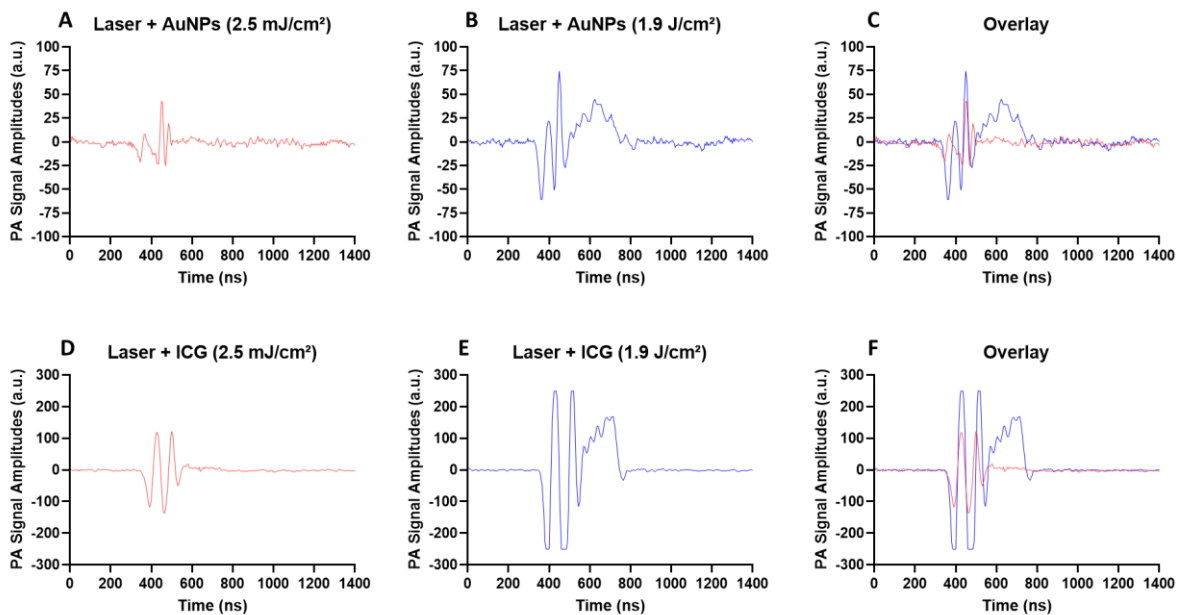 A Laser + AuNPs (2.5 mJ/cm²)
PA Signal Amplitudes (a.u.)
100
75
50
25
0
-25
-50
-75
-100
0 200 400 600 800 1000 1200 1400
Time (ns)
B Laser + AuNPs (1.9 J/cm²)
PA Signal Amplitudes (a.u.)
100
75
50
25
0
-25
-50
-75
-100
0 200 400 600 800 1000 1200 1400
Time (ns)
C Overlay
PA Signal Amplitudes (a.u.)
100
75
50
25
0
-25
-50
-75
-100
0 200 400 600 800 1000 1200 1400
Time (ns)
D Laser + ICG (2.5 mJ/cm²)
PA Signal Amplitudes (a.u.)
300
200
100
0
-100
-200
-300
0 200 400 600 800 1000 1200 1400
Time (ns)
E Laser + ICG (1.9 J/cm²)
PA Signal Amplitudes (a.u.)
300
200
100
0
-100
-200
-300
0 200 400 600 800 1000 1200 1400
Time (ns)
F Overlay
PA Signal Amplitudes (a.u.)
300
200
100
0
-100
-200
-300
0 200 400 600 800 1000 1200 1400
Time (ns)